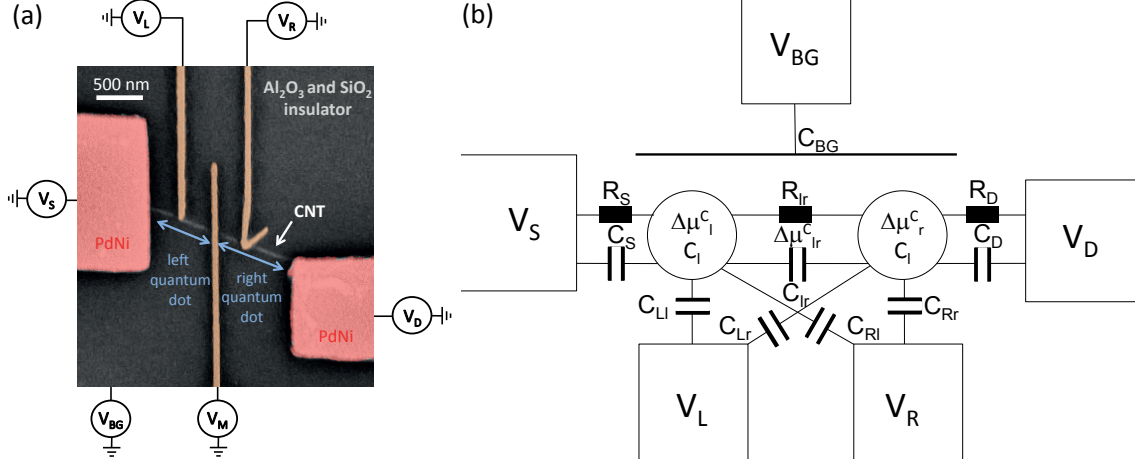 (a)
V_L
V_R
500 nm
Al₂O₃ and SiO₂
insulator
V_S
PdNi
CNT
left
quantum
dot
right
quantum
dot
PdNi
V_D
V_BG
V_M
(b)
V_BG
C_BG
V_S
R_S
C_S
Δμ^C_l
C_l
R_lr
Δμ^C_lr
C_lr
Δμ^C_r
C_l
R_D
C_D
V_D
C_Ll
C_Lr
C_Rl
C_Rr
V_L
V_R